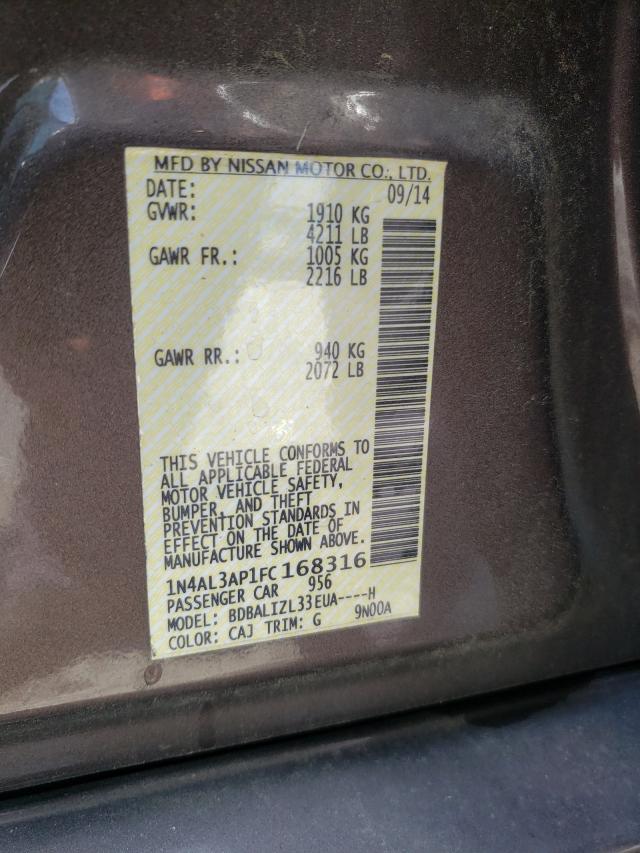 MFD BY NISSAN MOTOR CO., LTD.
DATE: 09/14
GVWR: 1910 KG
4211 LB
GAWR FR.: 1005 KG
2216 LB
GAWR RR.: 940 KG
2072 LB
THIS VEHICLE CONFORMS TO
ALL APPLICABLE FEDERAL
MOTOR VEHICLE SAFETY,
BUMPER, AND THEFT
PREVENTION STANDARDS IN
EFFECT ON THE DATE OF
MANUFACTURE SHOWN ABOVE.
1N4AL3AP1FC168316
PASSENGER CAR 956
MODEL: BDBALIZL33EUA----H
COLOR: CAJ TRIM: G 9N00A